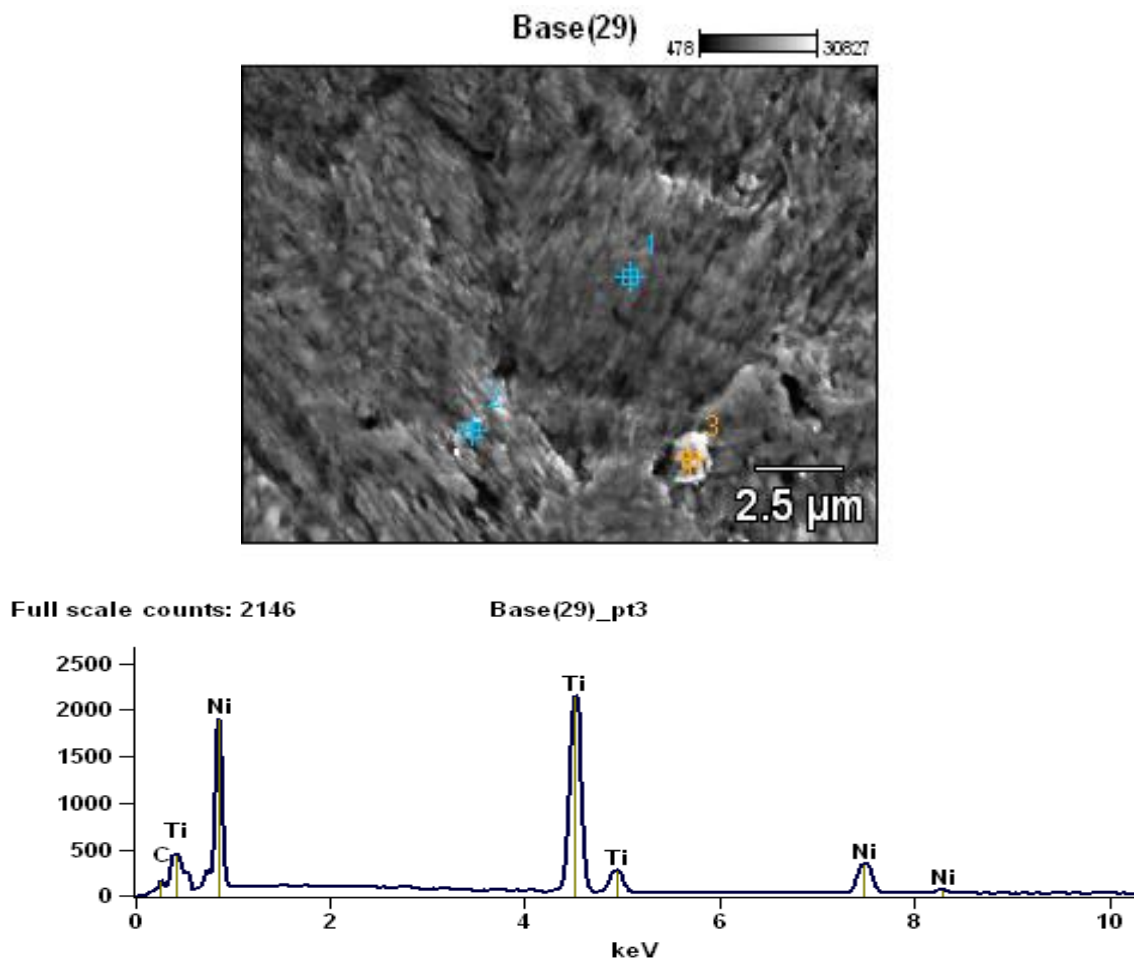 Base(29)
478 30827
1
2
3
2.5 µm
Full scale counts: 2146 Base(29)_pt3
2500
2000
1500
1000
500
0
Ni
Ti
C
Ti
Ti
Ni
Ni
0 2 4 6 8 10
keV